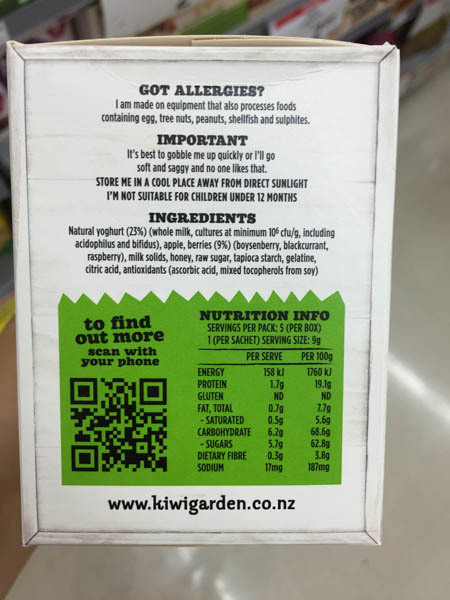 GOT ALLERGIES?
I am made on equipment that also processes foods
containing egg, tree nuts, peanuts, shellfish and sulphites.
IMPORTANT
It's best to gobble me up quickly or I'll go
soft and saggy and no one likes that.
STORE ME IN A COOL PLACE AWAY FROM DIRECT SUNLIGHT
I'M NOT SUITABLE FOR CHILDREN UNDER 12 MONTHS
INGREDIENTS
Natural yoghurt (23%) (whole milk, cultures at minimum 10⁶ cfu/g, including
acidophilus and bifidus), apple, berries (9%) (boysenberry, blackcurrant,
raspberry), milk solids, honey, raw sugar, tapioca starch, gelatine,
citric acid, antioxidants (ascorbic acid, mixed tocopherols from soy)
to find
out more
scan with
your phone
NUTRITION INFO
SERVINGS PER PACK: 5 (PER BOX)
1 (PER SACHET) SERVING SIZE: 9g
PER SERVE PER 100g
ENERGY 158 kJ 1760 kJ
PROTEIN 1.7g 19.1g
GLUTEN ND ND
FAT, TOTAL 0.7g 7.7g
- SATURATED 0.5g 5.6g
CARBOHYDRATE 6.2g 68.6g
- SUGARS 5.7g 62.8g
DIETARY FIBRE 0.3g 3.8g
SODIUM 17mg 187mg
www.kiwigarden.co.nz